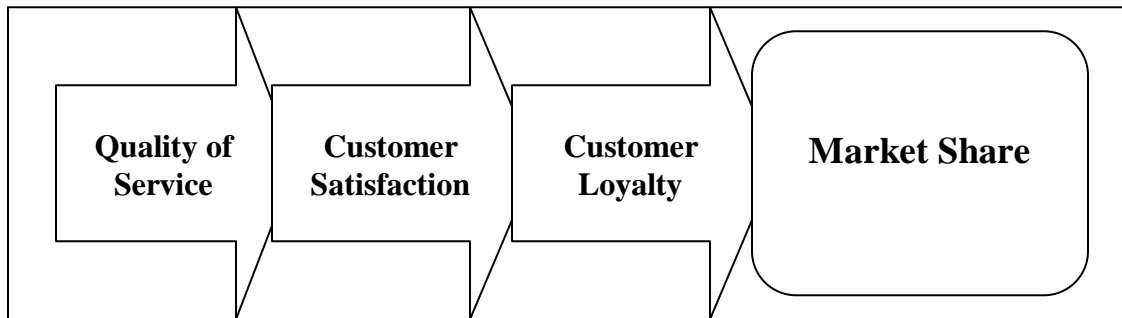 Quality of
Service
Customer
Satisfaction
Customer
Loyalty
Market Share